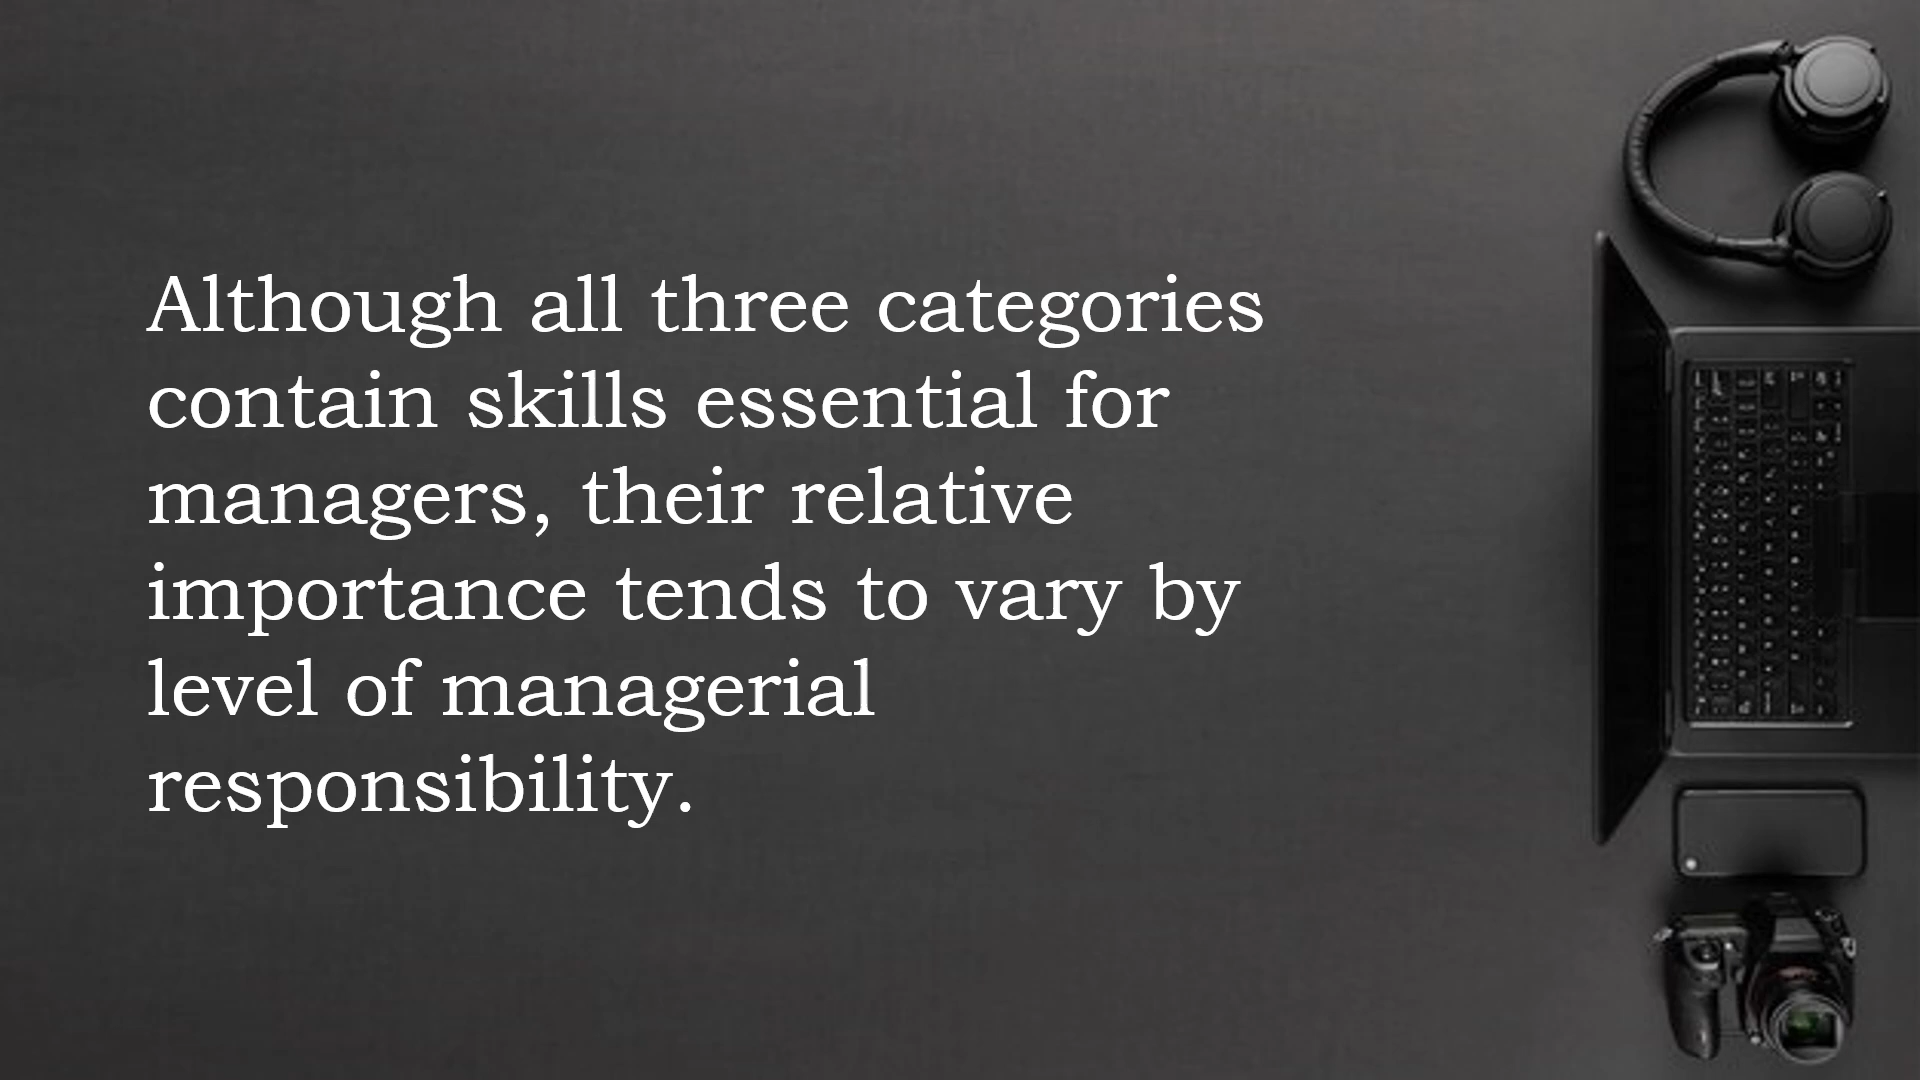 Although all three categories
contain skills essential for
managers, their relative
importance tends to vary by
level of managerial
responsibility.